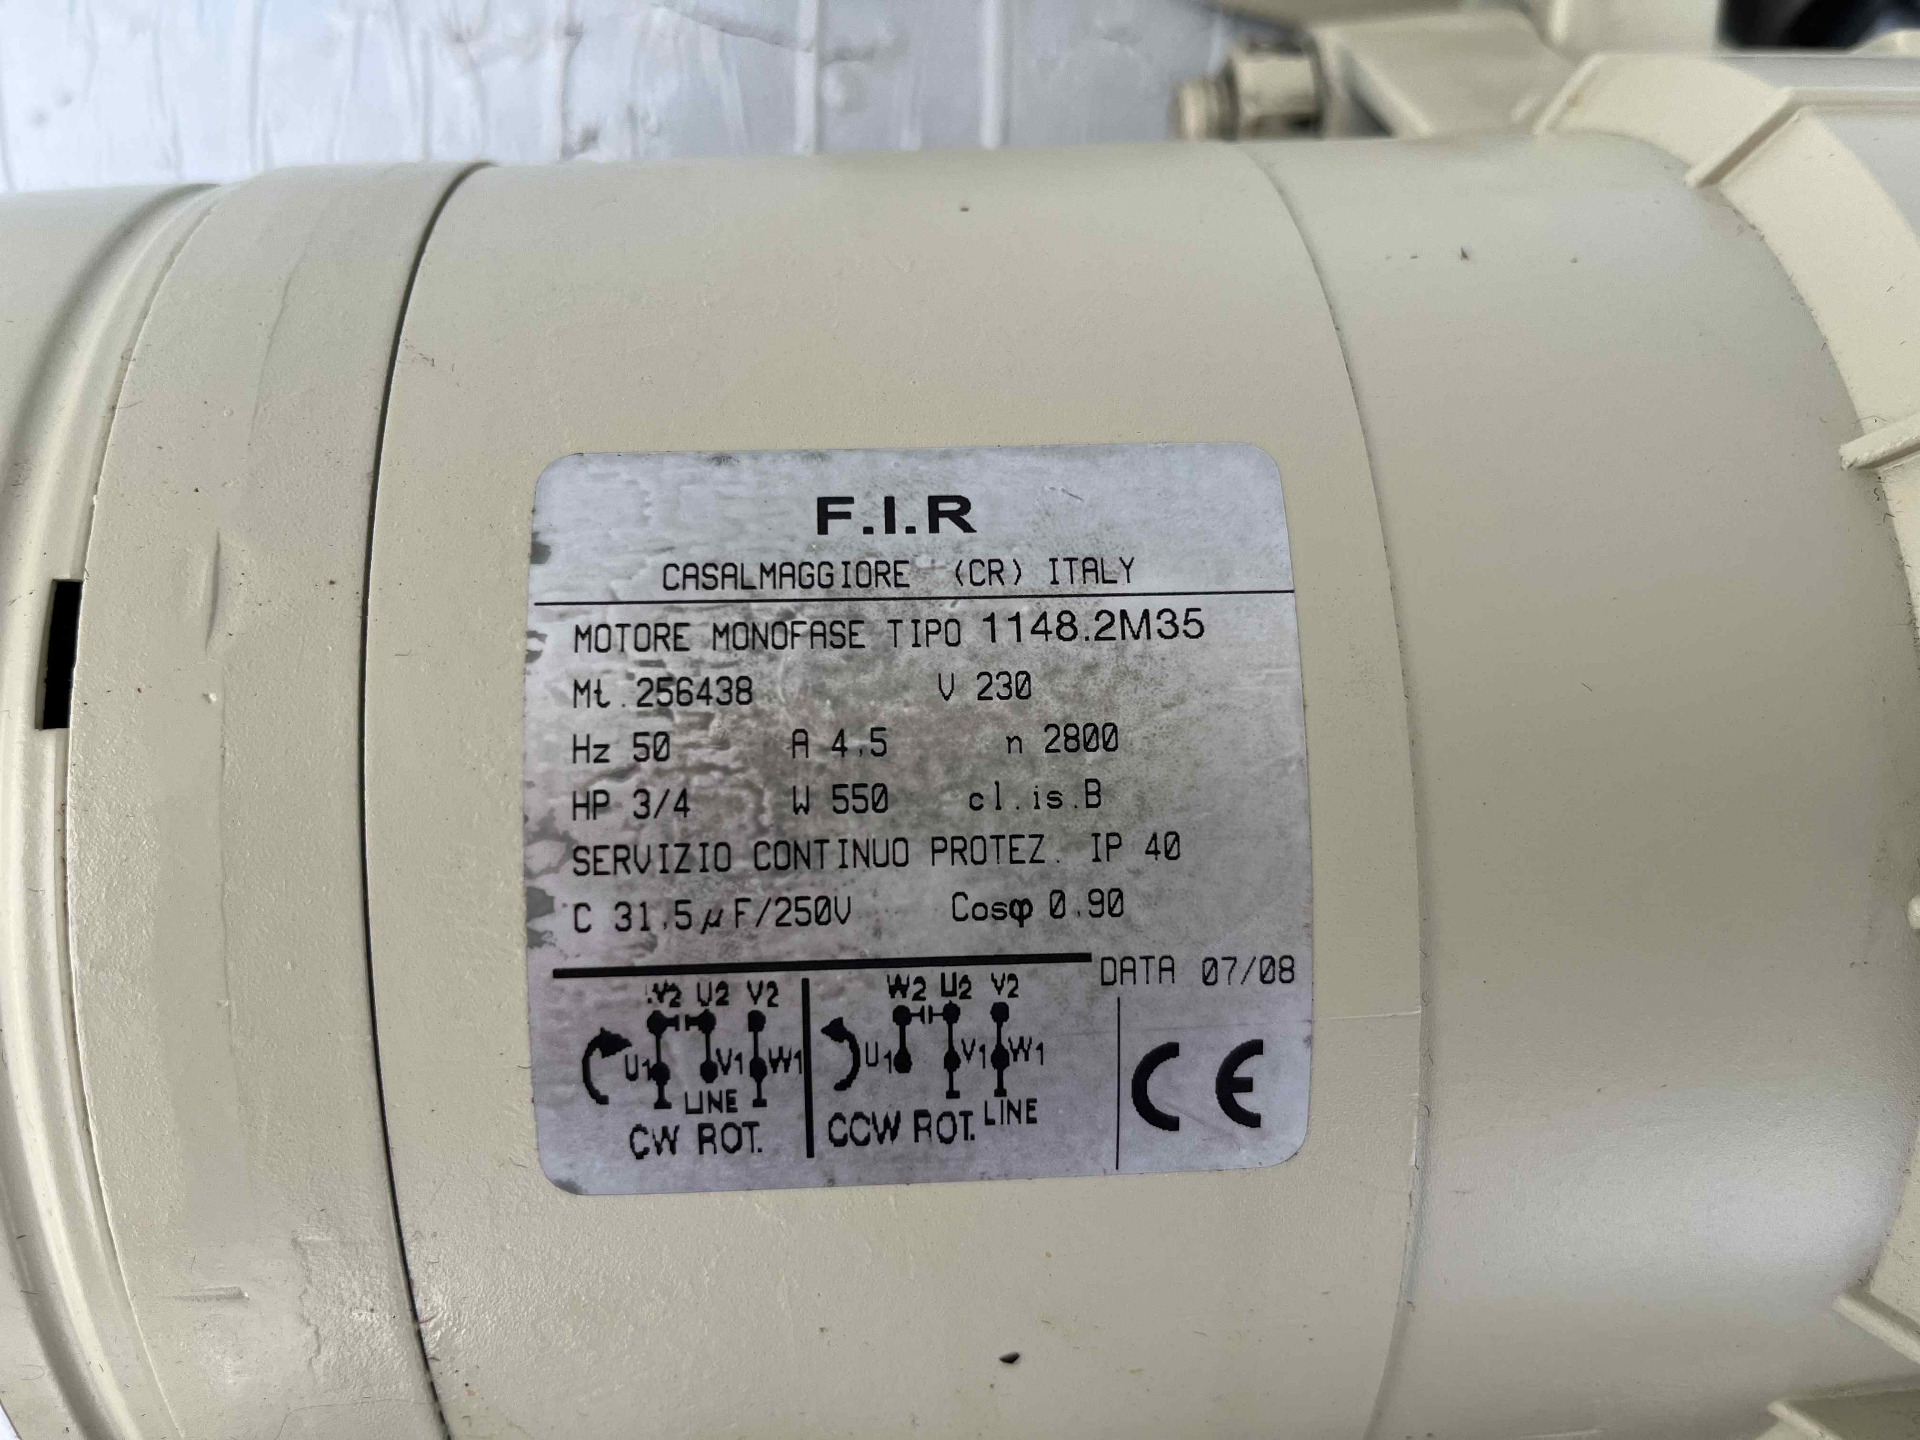 F.I.R
CASALMAGGIORE (CR) ITALY
MOTORE MONOFASE TIPO 1148.2M35
Mt. 256438 V 230
Hz 50 A 4,5 n 2800
HP 3/4 W 550 cl.is.B
SERVIZIO CONTINUO PROTEZ. IP 40
C 31,5 μF/250V Cosφ 0.90
DATA 07/08
W2 U2 V2
U1 V1 W1
LINE
CW ROT.
W2 U2 V2
U1 V1 W1
LINE
CCW ROT.
CE